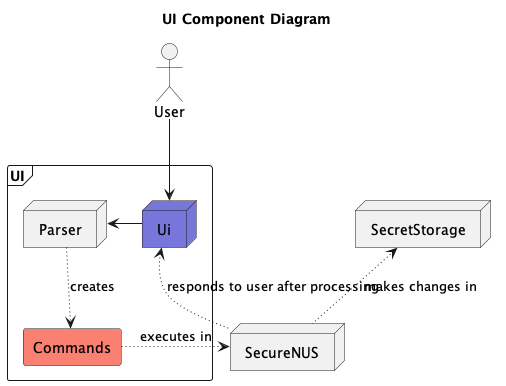 UI Component Diagram
User
UI
Parser
Ui
SecretStorage
creates
responds to user after processing
makes changes in
Commands
executes in
SecureNUS